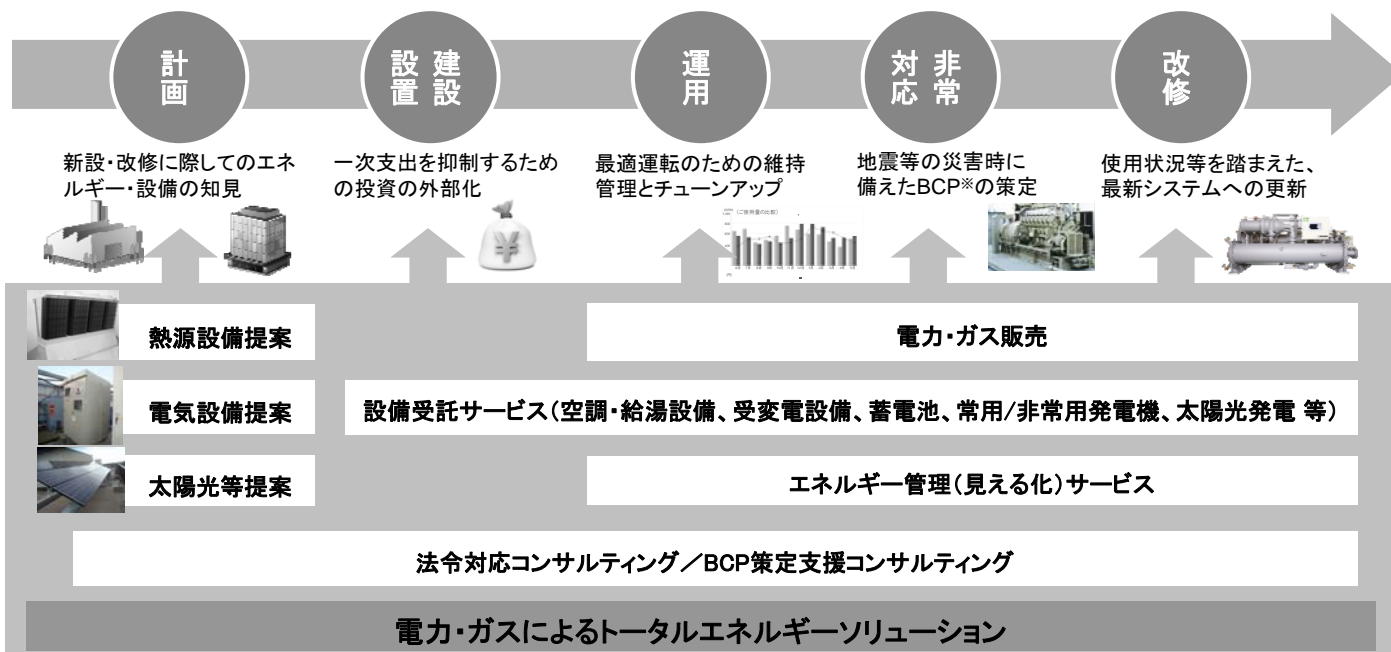 計画
建設
設置
運用
非常
対応
改修
新設・改修に際してのエネ
ルギー・設備の知見
一次支出を抑制するため
の投資の外部化
最適運転のための維持
管理とチューンアップ
地震等の災害時に
備えたBCP※の策定
使用状況等を踏まえた、
最新システムへの更新
¥
(ご使用量の比較)
熱源設備提案
電力・ガス販売
電気設備提案
設備受託サービス(空調・給湯設備、受変電設備、蓄電池、常用/非常用発電機、太陽光発電 等)
太陽光等提案
エネルギー管理(見える化)サービス
法令対応コンサルティング／BCP策定支援コンサルティング
電力・ガスによるトータルエネルギーソリューション